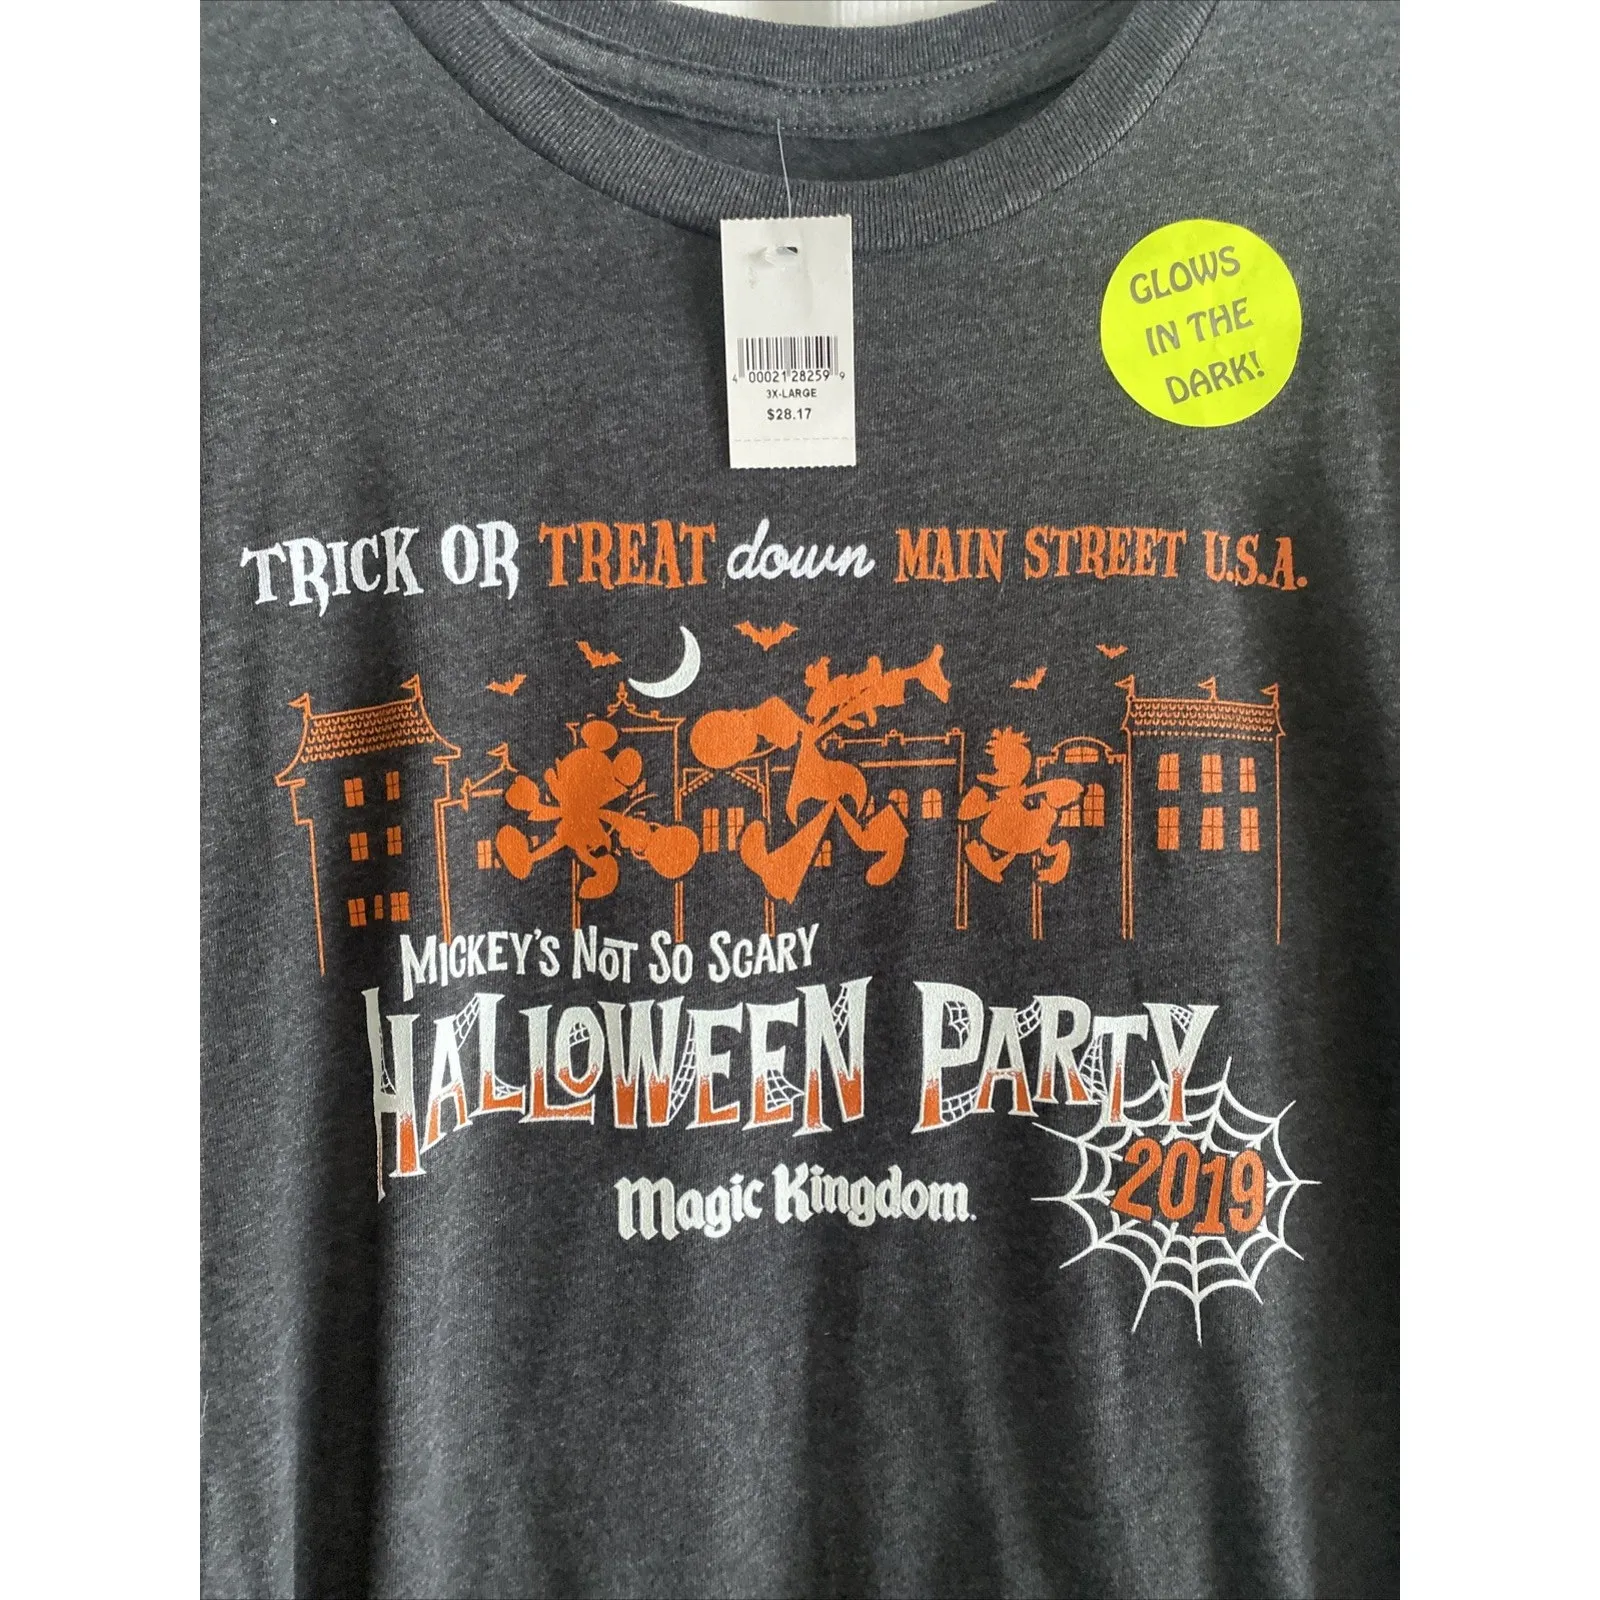 GLOWS
IN THE
DARK!
4 00021 28259 9
3X-LARGE
$28.17
TRICK OR TREAT down MAIN STREET U.S.A.
MICKEY'S NOT SO SCARY
HALLOWEEN PARTY
2019
Magic Kingdom.